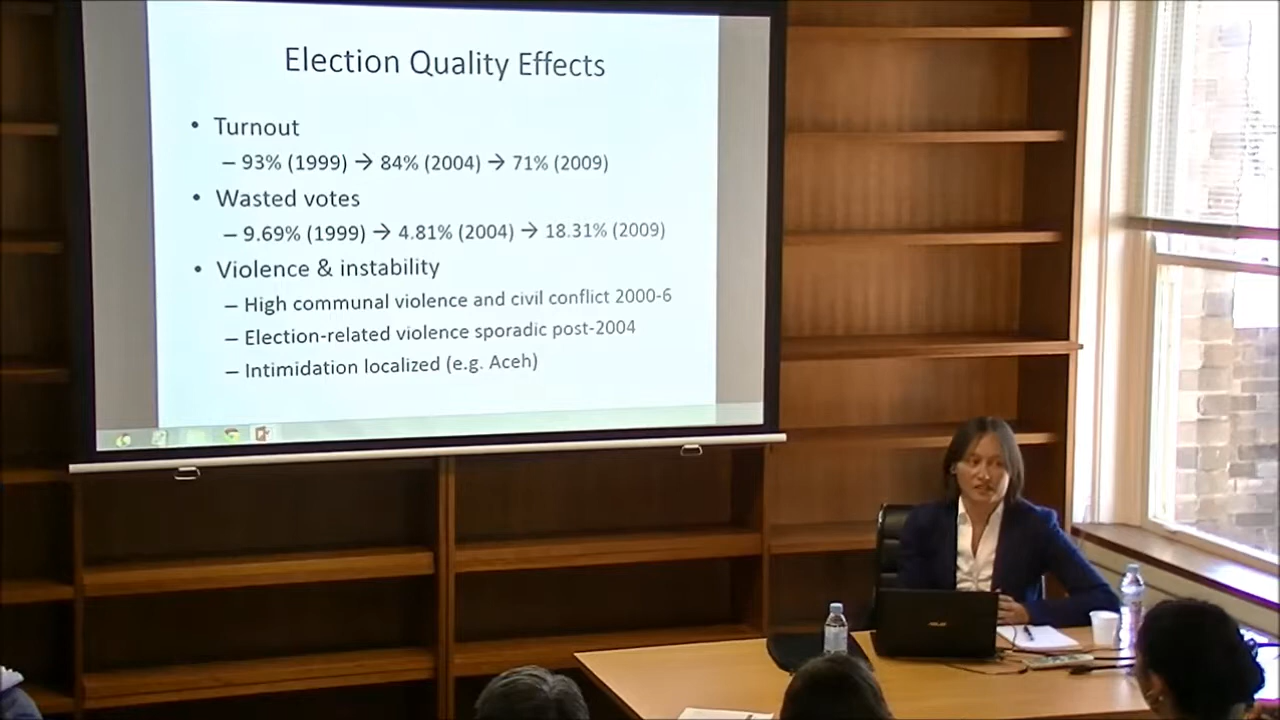 Election Quality Effects
• Turnout
– 93% (1999) → 84% (2004) → 71% (2009)
• Wasted votes
– 9.69% (1999) → 4.81% (2004) → 18.31% (2009)
• Violence & instability
– High communal violence and civil conflict 2000-6
– Election-related violence sporadic post-2004
– Intimidation localized (e.g. Aceh)
ASUS